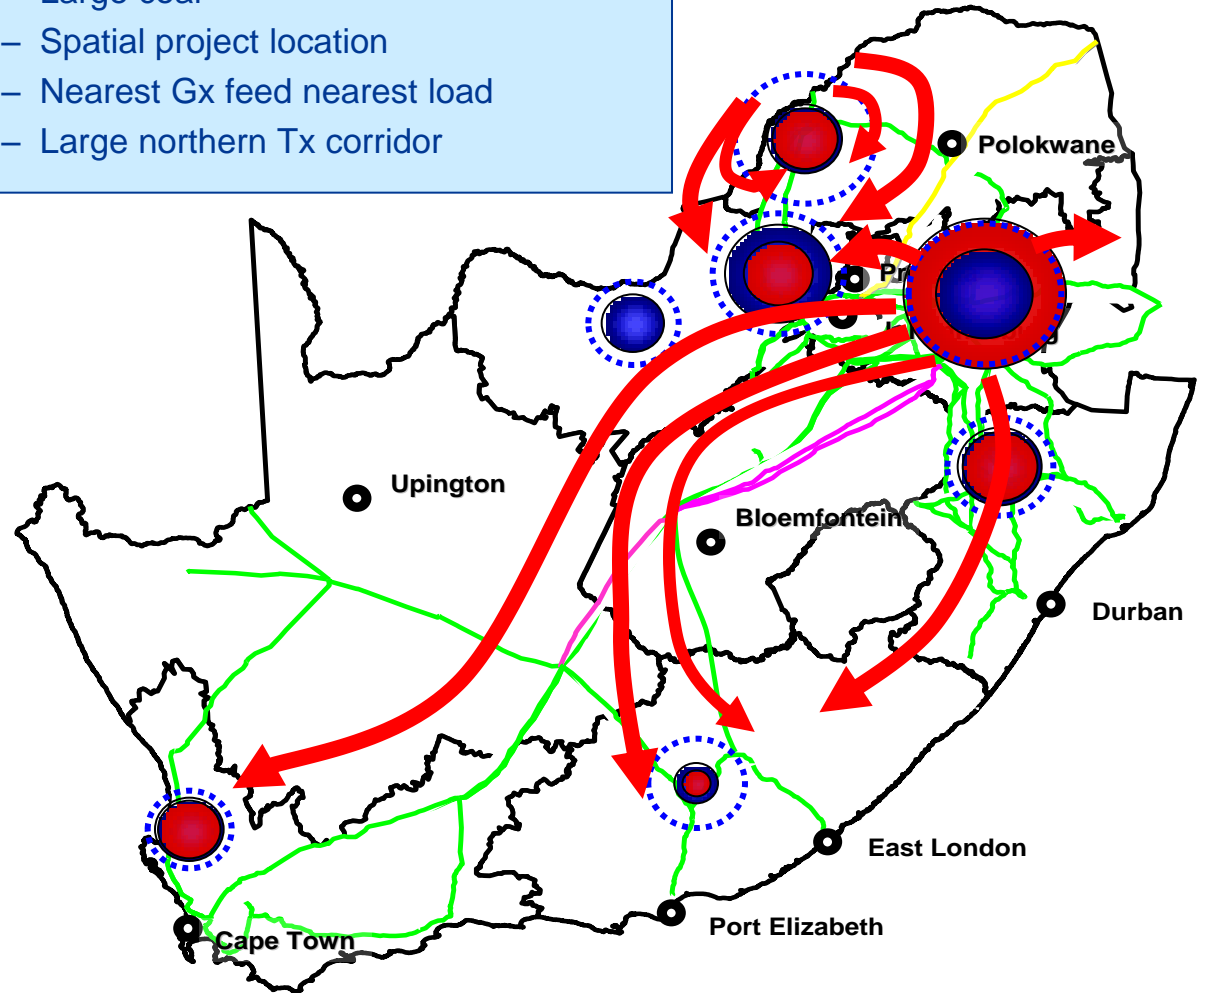 – Spatial project location
– Nearest Gx feed nearest load
– Large northern Tx corridor
Polokwane
Upington
Bloemfontein
Durban
East London
Port Elizabeth
Cape Town